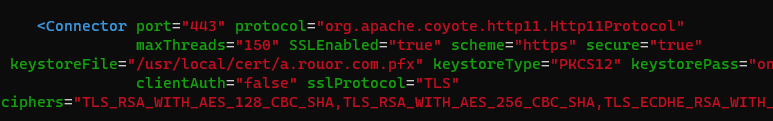 <Connector port="443" protocol="org.apache.coyote.http11.Http11Protocol"
maxThreads="150" SSLEnabled="true" scheme="https" secure="true"
keystoreFile="/usr/local/cert/a.rouor.com.pfx" keystoreType="PKCS12" keystorePass="on
clientAuth="false" sslProtocol="TLS"
ciphers="TLS_RSA_WITH_AES_128_CBC_SHA,TLS_RSA_WITH_AES_256_CBC_SHA,TLS_ECDHE_RSA_WITH_